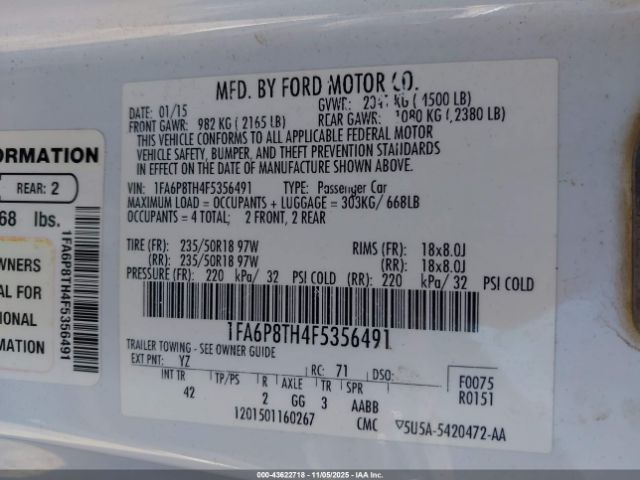 MFD. BY FORD MOTOR CO.
DATE: 01/15
FRONT GAWR: 982 KG ( 2165 LB)
GVWR: KG ( 1500 LB)
REAR GAWR: 1080 KG ( 2380 LB)
THIS VEHICLE CONFORMS TO ALL APPLICABLE FEDERAL MOTOR
VEHICLE SAFETY, BUMPER, AND THEFT PREVENTION STANDARDS
IN EFFECT ON THE DATE OF MANUFACTURE SHOWN ABOVE.
VIN: 1FA6P8TH4F5356491 TYPE: Passenger Car
MAXIMUM LOAD = OCCUPANTS + LUGGAGE = 303KG/ 668LB
OCCUPANTS = 4 TOTAL; 2 FRONT, 2 REAR
TIRE (FR): 235/50R18 97W RIMS (FR): 18x8.0J
(RR): 235/50R18 97W (RR): 18x8.0J
PRESSURE (FR): 220 kPa/ 32 PSI COLD (RR): 220 kPa/ 32 PSI COLD
1FA6P8TH4F5356491
TRAILER TOWING - SEE OWNER GUIDE
EXT PNT: YZ RC: 71 DSO:
INT TR TP/PS R AXLE TR SPR
42 2 GG 3 AABB
F0075
R0151
1201501160267 CMC 5U5A-5420472-AA
FORMATION
REAR: 2
68 lbs.
1FA6P8TH4F5356491
WNERS
AL FOR
IONAL
MATION
IAA 000-43622718 | 11/05/2025 - IAAI.COM